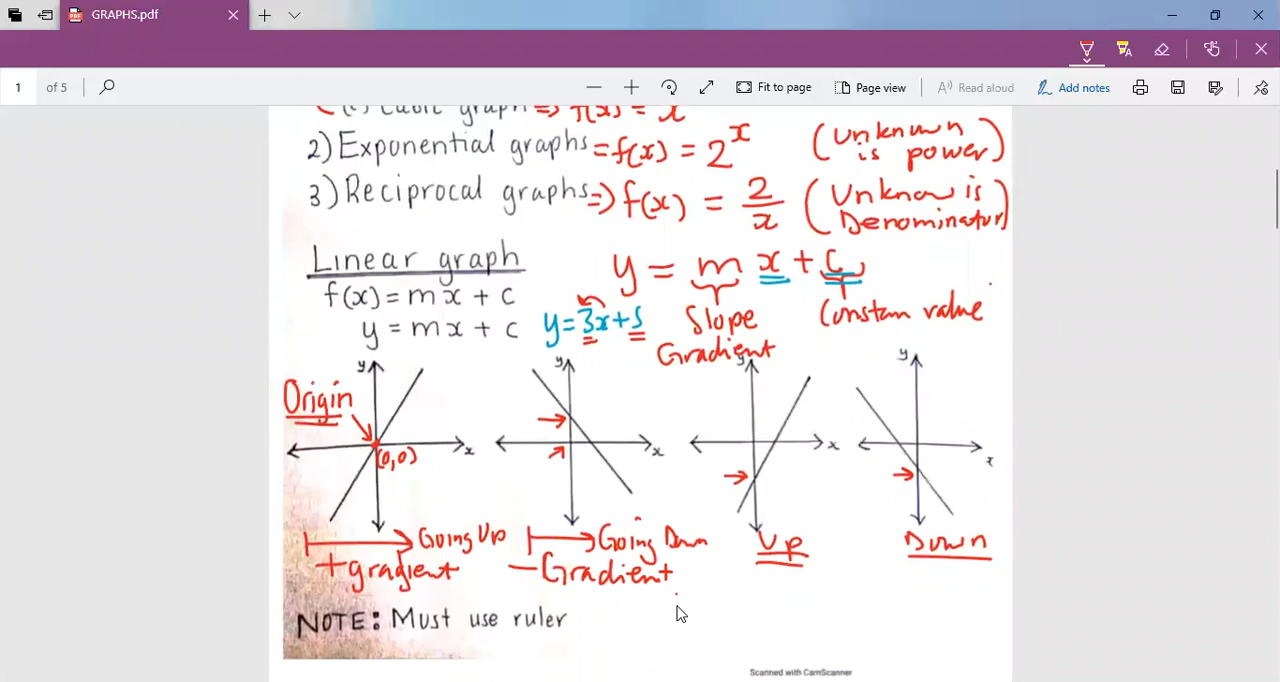 GRAPHS.pdf
1 of 5 Fit to page Page view Read aloud Add notes
2) Exponential graphs = f(x) = 2^x (Unknown is power)
3) Reciprocal graphs => f(x) = 2/x (Unknow is Denominator)
Linear graph
y = mx + c
f(x) = mx + c
Slope
Gradient
y = mx + c
y = 3x + 5
y
y
y
y
Origin
(0,0)
x
x
x
x
Going Up
Going Down
Up
Down
+gradient
-Gradient
NOTE: Must use ruler
Scanned with CamScanner